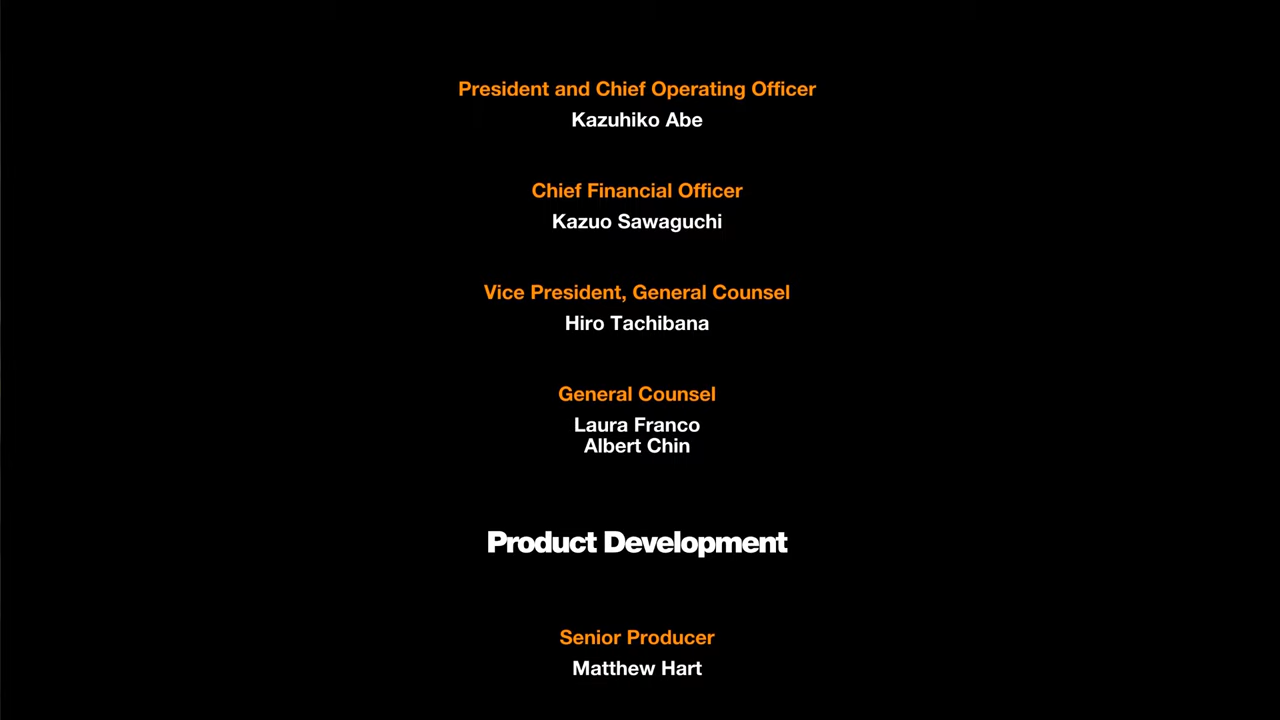 President and Chief Operating Officer
Kazuhiko Abe
Chief Financial Officer
Kazuo Sawaguchi
Vice President, General Counsel
Hiro Tachibana
General Counsel
Laura Franco
Albert Chin
Product Development
Senior Producer
Matthew Hart